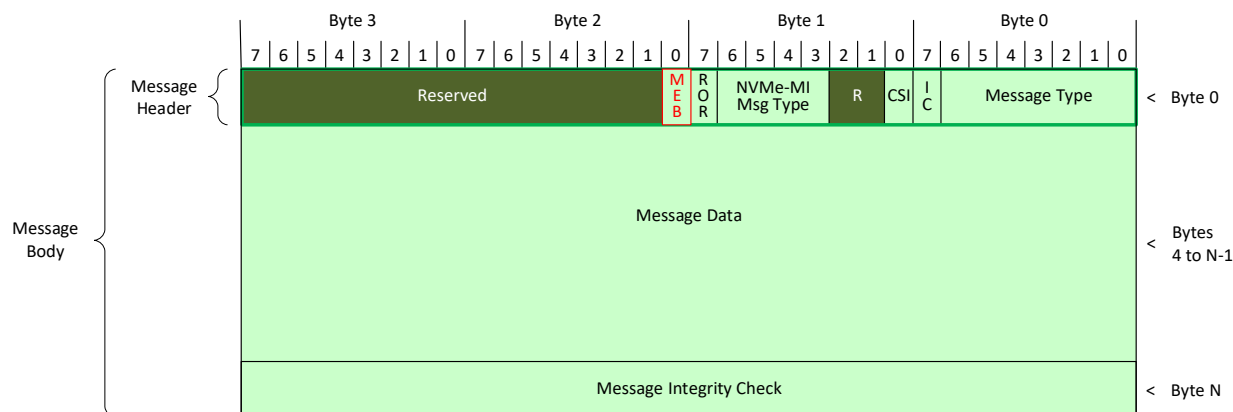 Byte 3 Byte 2 Byte 1 Byte 0
7 6 5 4 3 2 1 0 7 6 5 4 3 2 1 0 7 6 5 4 3 2 1 0 7 6 5 4 3 2 1 0
Message
Header
Reserved
M
E
B
R
O
R
NVMe-MI
Msg Type
R
CSI
I
C
Message Type
< Byte 0
Message
Body
Message Data
< Bytes
4 to N-1
Message Integrity Check
< Byte N